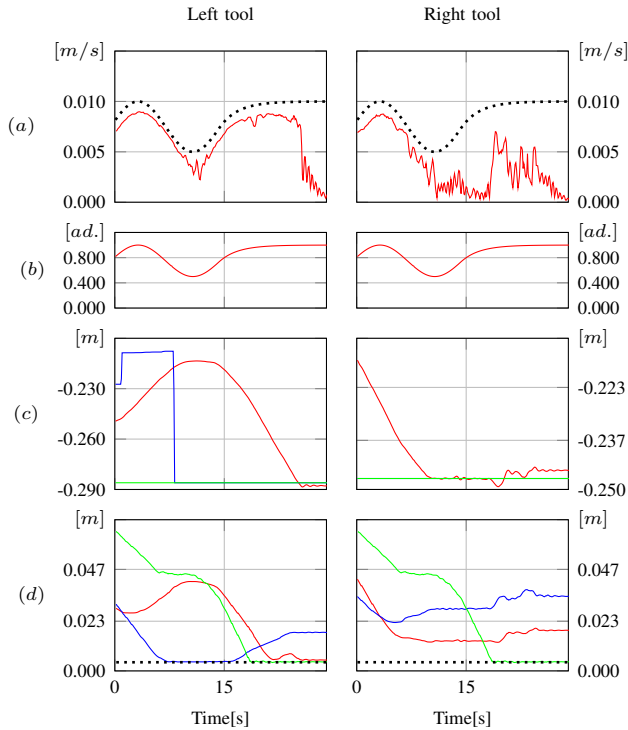 Left tool Right tool
[m/s] [m/s]
0.010 0.010
(a)
0.005 0.005
0.000 0.000
[ad.] [ad.]
0.800 0.800
(b)
0.400 0.400
0.000 0.000
[m] [m]
-0.230 -0.223
(c)
-0.260 -0.237
-0.290 -0.250
[m] [m]
0.047 0.047
(d)
0.023 0.023
0.000 0.000
0 15 0 15
Time[s] Time[s]